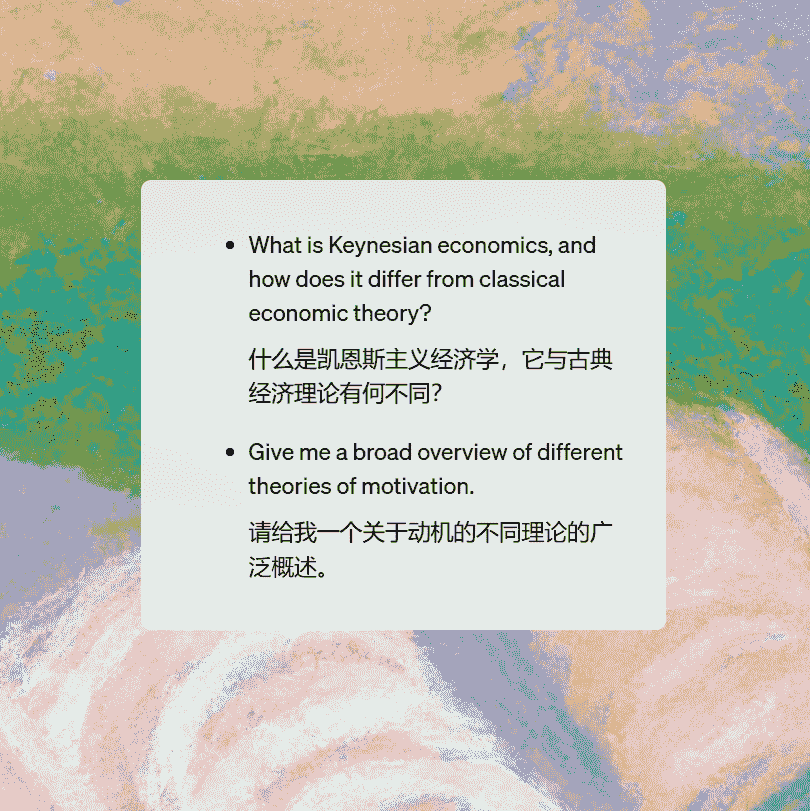 What is Keynesian economics, and
how does it differ from classical
economic theory?
什么是凯恩斯主义经济学，它与古典
经济理论有何不同？
Give me a broad overview of different
theories of motivation.
请给我一个关于动机的不同理论的广
泛概述。